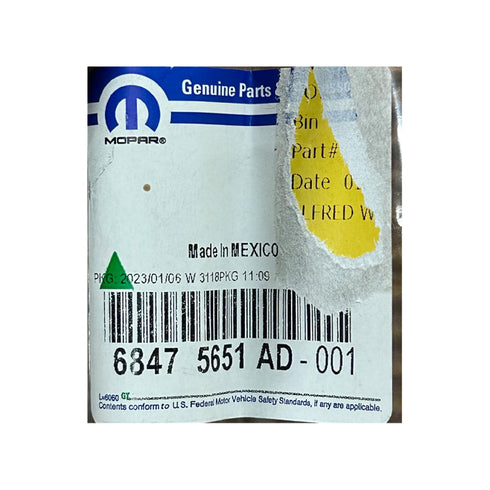 Genuine Parts
MOPAR®
Bin
Part#
Date
LFRED W
Made In MEXICO
PKG: 2023/01/06 W 3118PKG 11:09
6847 5651 AD-001
Contents conform to U.S. Federal Motor Vehicle Safety Standards, if any are applicable.